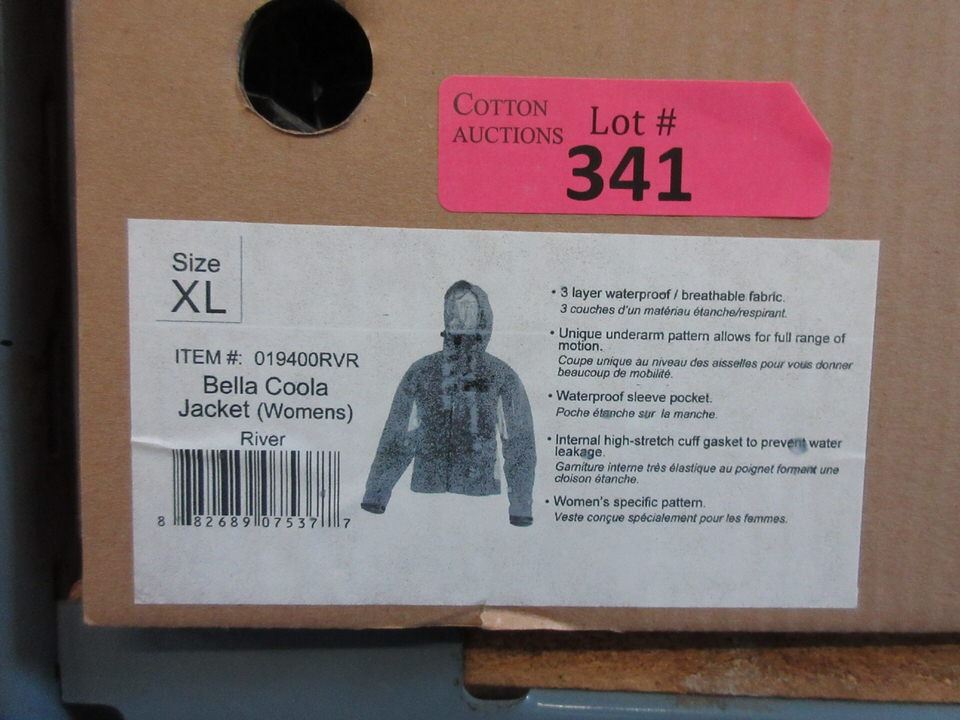 COTTON
AUCTIONS
Lot #
341
Size
XL
ITEM #: 019400RVR
Bella Coola
Jacket (Womens)
River
8 82689 07537 7
• 3 layer waterproof / breathable fabric.
3 couches d'un matériau étanche/respirant.
• Unique underarm pattern allows for full range of
motion.
Coupe unique au niveau des aisselles pour vous donner
beaucoup de mobilité.
• Waterproof sleeve pocket.
Poche étanche sur la manche.
• Internal high-stretch cuff gasket to prevent water
leakage.
Garniture interne très élastique au poignet formant une
cloison étanche.
• Women's specific pattern.
Veste conçue spécialement pour les femmes.